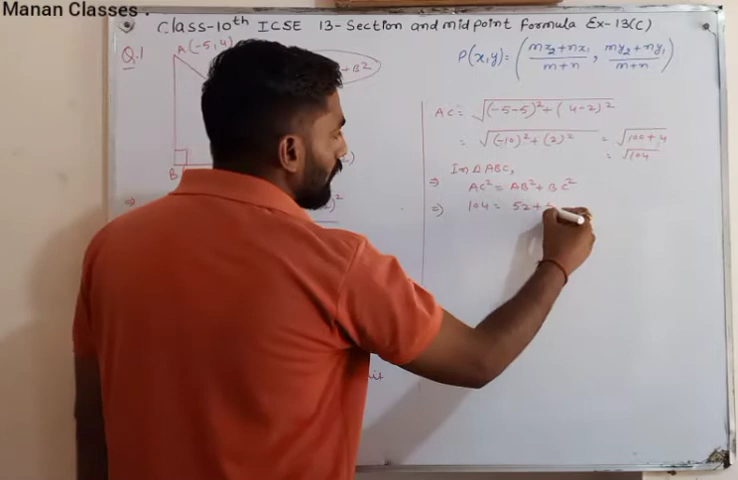 Manan Classes .
Class-10th ICSE 13-Section and midpoint Formula Ex-13(C)
Q.1
A(-5,4)
+B²
P(x,y) = (mx₂+nx₁/m+n, my₂+ny₁/m+n)
AC = √(-5-5)²+(4-2)²
= √(-10)²+(2)² = √100+4
= √104
In △ABC,
⇒ AC² = AB²+BC²
⇒ 104 = 52+
B
)²
it